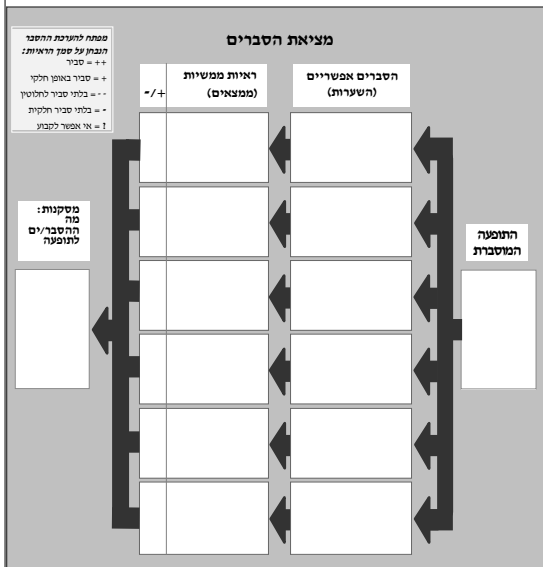 מציאת הסברים
מפתח להערכת ההסבר
הנבחן על סמך הראיות:
++ = סביר
+ = סביר באופן חלקי
-- = בלתי סביר לחלוטין
- = בלתי סביר חלקית
? = אי אפשר לקבוע
הסברים אפשריים
(השערות)
ראיות ממשיות
(ממצאים)
+/-
התופעה
המוסברת
מסקנות:
מה
ההסבר/ים
לתופעה